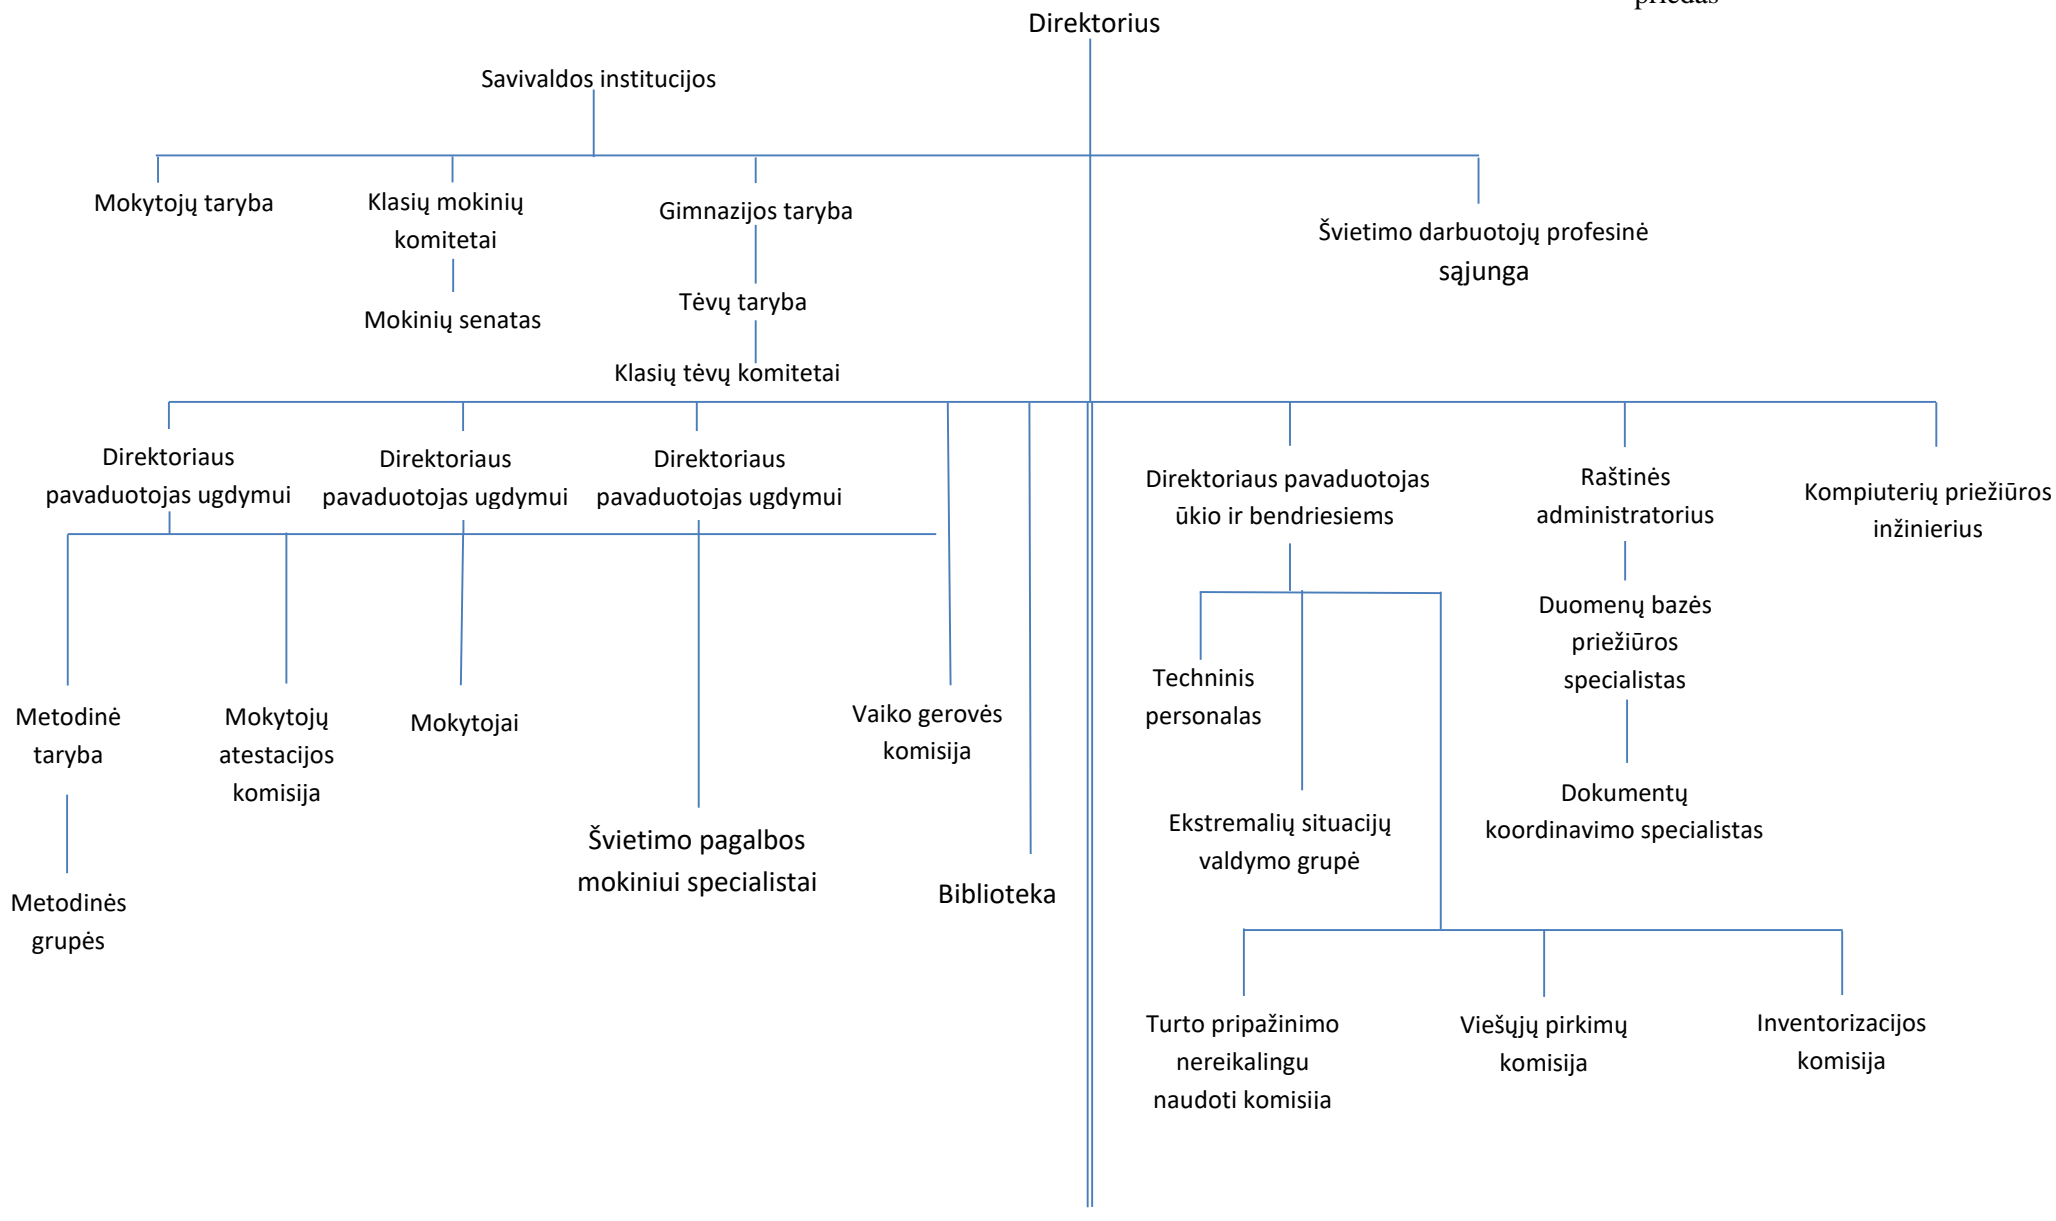 priedas
Direktorius
Savivaldos institucijos
Mokytojų taryba
Klasių mokinių
komitetai
Mokinių senatas
Gimnazijos taryba
Tėvų taryba
Klasių tėvų komitetai
Švietimo darbuotojų profesinė
sąjunga
Direktoriaus
pavaduotojas ugdymui
Direktoriaus
pavaduotojas ugdymui
Direktoriaus
pavaduotojas ugdymui
Direktoriaus pavaduotojas
ūkio ir bendriesiems
Raštinės
administratorius
Kompiuterių priežiūros
inžinierius
Duomenų bazės
priežiūros
specialistas
Dokumentų
koordinavimo specialistas
Metodinė
taryba
Metodinės
grupės
Mokytojų
atestacijos
komisija
Mokytojai
Švietimo pagalbos
mokiniui specialistai
Vaiko gerovės
komisija
Biblioteka
Techninis
personalas
Ekstremalių situacijų
valdymo grupė
Turto pripažinimo
nereikalingu
naudoti komisija
Viešųjų pirkimų
komisija
Inventorizacijos
komisija